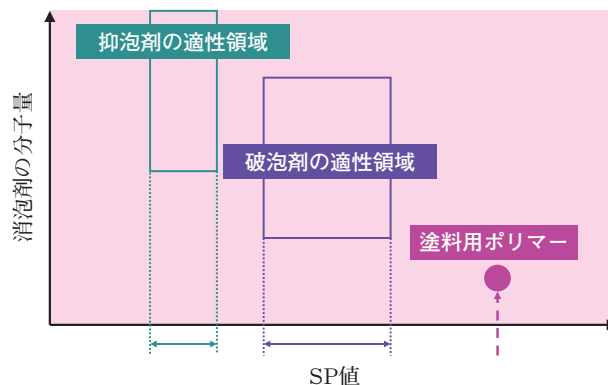 抑泡剤の適性領域
破泡剤の適性領域
塗料用ポリマー
消泡剤の分子量
SP値